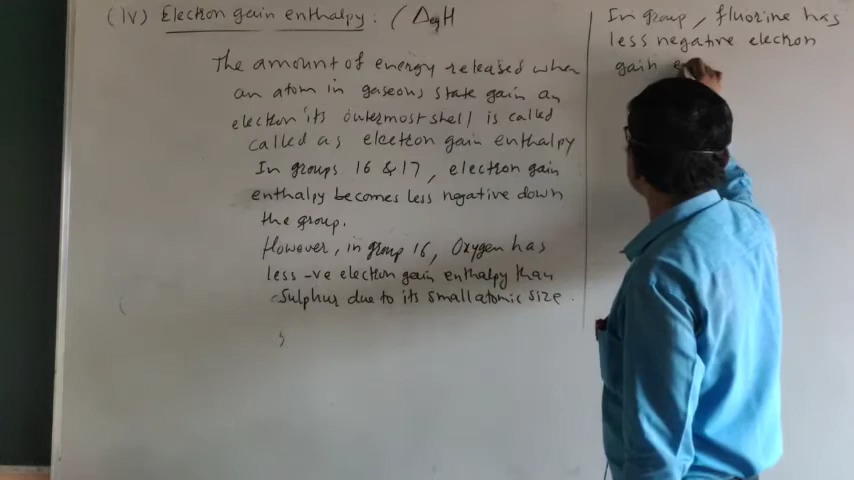 (iv) Electron gain enthalpy : (ΔegH
The amount of energy released when
an atom in gaseous state gain an
electron its outermost shell is called
called as electron gain enthalpy
In groups 16 & 17, electron gain
enthalpy becomes less negative down
the group.
However, in group 16, Oxygen has
less -ve electron gain enthalpy than
Sulphur due to its small atomic size.
In group, fluorine has
less negative electron
gain e